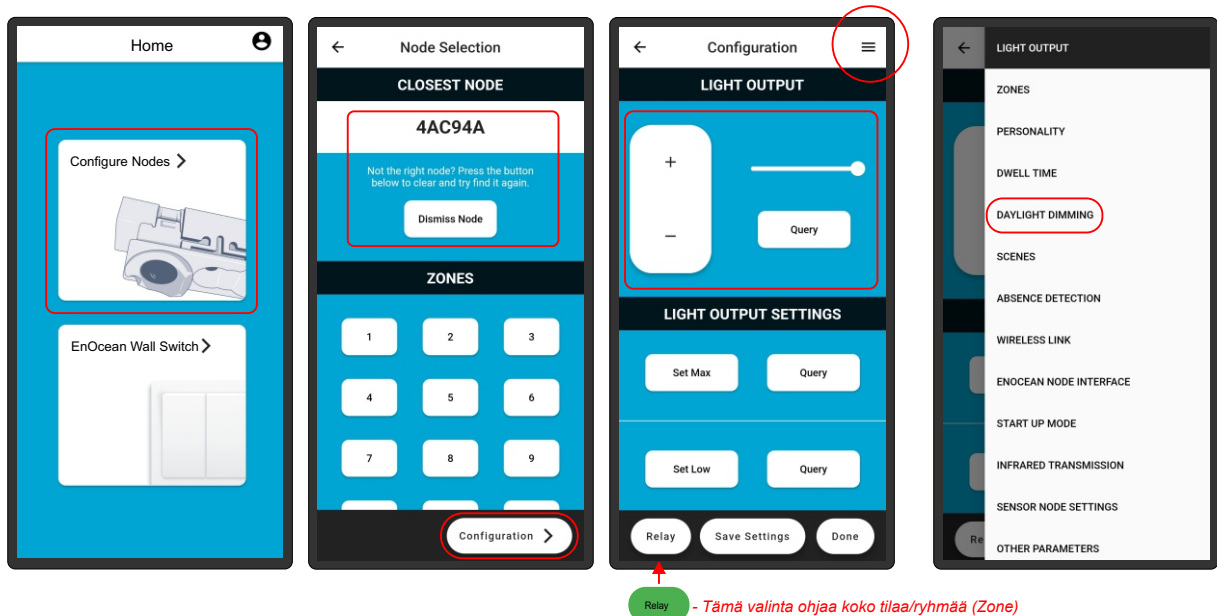 Home
Configure Nodes
EnOcean Wall Switch
Node Selection
CLOSEST NODE
4AC94A
Not the right node? Press the button
below to clear and try find it again.
Dismiss Node
ZONES
1 2 3
4 5 6
7 8 9
Configuration
Configuration
LIGHT OUTPUT
+
−
Query
LIGHT OUTPUT SETTINGS
Set Max Query
Set Low Query
Relay Save Settings Done
Relay - Tämä valinta ohjaa koko tilaa/ryhmää (Zone)
LIGHT OUTPUT
ZONES
PERSONALITY
DWELL TIME
DAYLIGHT DIMMING
SCENES
ABSENCE DETECTION
WIRELESS LINK
ENOCEAN NODE INTERFACE
START UP MODE
INFRARED TRANSMISSION
SENSOR NODE SETTINGS
OTHER PARAMETERS
Re